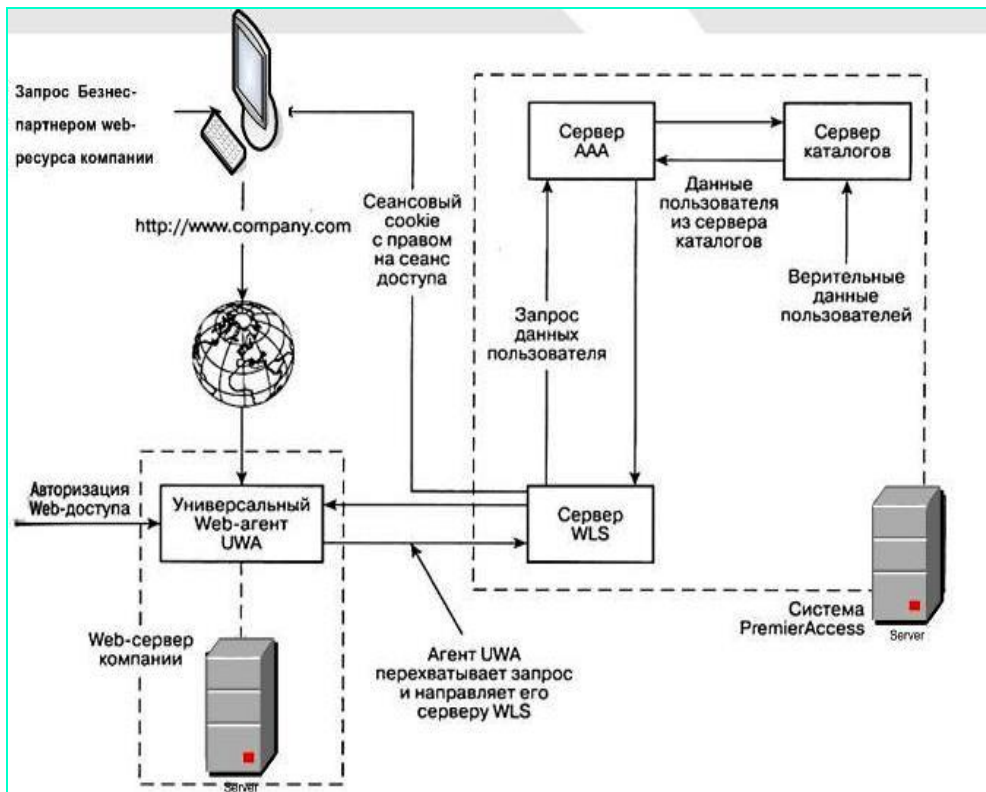 Запрос Безнес-
партнером web-
ресурса компании
http://www.company.com
Сеансовый
cookie
с правом
на сеанс
доступа
Сервер
AAA
Сервер
каталогов
Данные
пользователя
из сервера
каталогов
Верительные
данные
пользователей
Запрос
данных
пользователя
Авторизация
Web-доступа
Универсальный
Web-агент
UWA
Сервер
WLS
Web-сервер
компании
Агент UWA
перехватывает запрос
и направляет его
серверу WLS
Система
PremierAccess
Server
Server